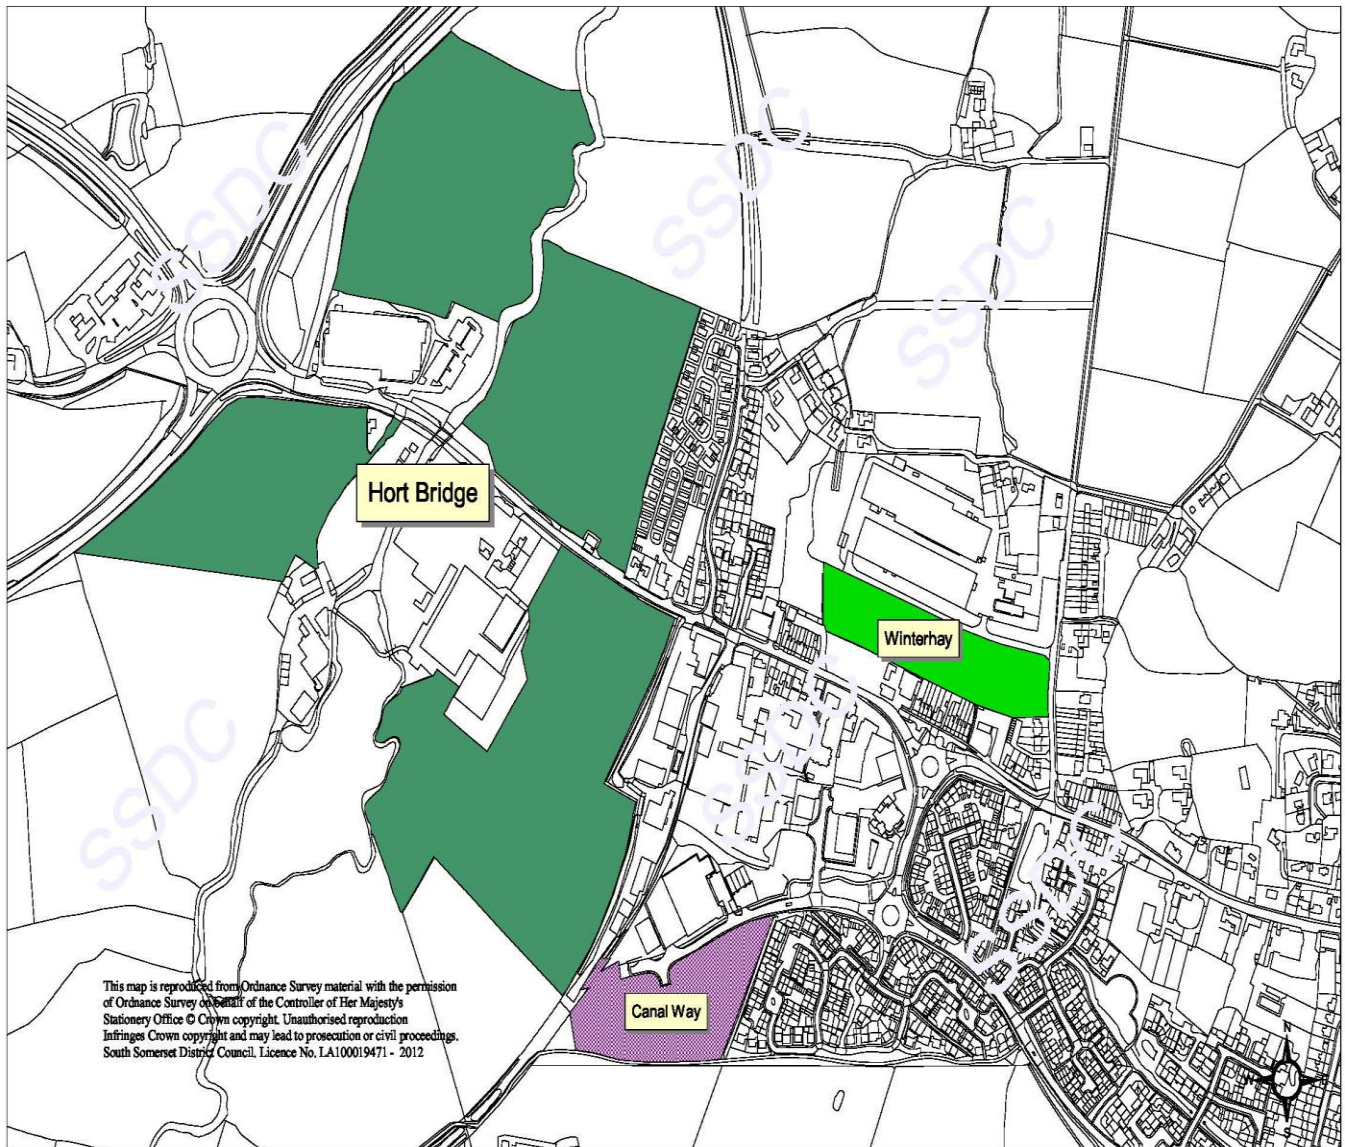 SSDC
SSDC
SSDC
SSDC
Hort Bridge
Winterhay
SSDC
SSDC
SSDC
This map is reproduced from Ordnance Survey material with the permission
of Ordnance Survey on behalf of the Controller of Her Majesty's
Stationery Office © Crown copyright. Unauthorised reproduction
Infringes Crown copyright and may lead to prosecution or civil proceedings.
South Somerset District Council, Licence No. LA100019471 - 2012
Canal Way
N
W
E
S